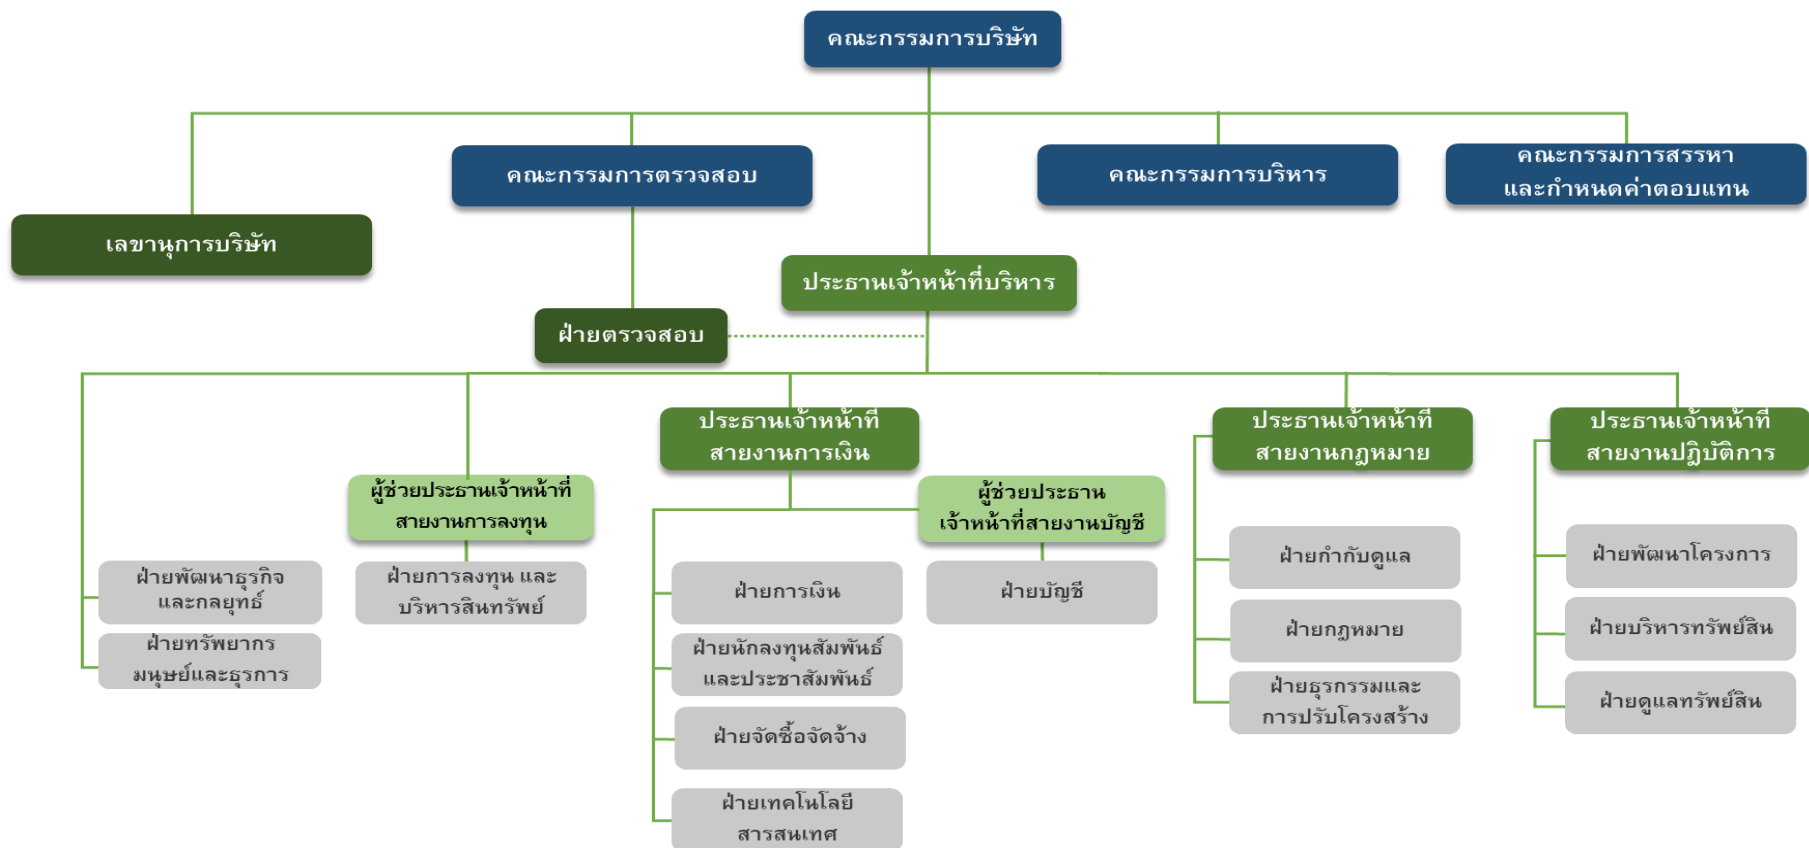 คณะกรรมการบริษัท
คณะกรรมการตรวจสอบ
คณะกรรมการบริหาร
คณะกรรมการสรรหา
และกำหนดค่าตอบแทน
เลขานุการบริษัท
ประธานเจ้าหน้าที่บริหาร
ฝ่ายตรวจสอบ
ประธานเจ้าหน้าที่
สายงานการเงิน
ประธานเจ้าหน้าที่
สายงานกฎหมาย
ประธานเจ้าหน้าที่
สายงานปฎิบัติการ
ผู้ช่วยประธานเจ้าหน้าที่
สายงานการลงทุน
ผู้ช่วยประธาน
เจ้าหน้าที่สายงานบัญชี
ฝ่ายพัฒนาธุรกิจ
และกลยุทธ์
ฝ่ายทรัพยากร
มนุษย์และธุรการ
ฝ่ายการลงทุน และ
บริหารสินทรัพย์
ฝ่ายการเงิน
ฝ่ายนักลงทุนสัมพันธ์
และประชาสัมพันธ์
ฝ่ายจัดซื้อจัดจ้าง
ฝ่ายเทคโนโลยี
สารสนเทศ
ฝ่ายบัญชี
ฝ่ายกำกับดูแล
ฝ่ายกฎหมาย
ฝ่ายธุรกรรมและ
การปรับโครงสร้าง
ฝ่ายพัฒนาโครงการ
ฝ่ายบริหารทรัพย์สิน
ฝ่ายดูแลทรัพย์สิน